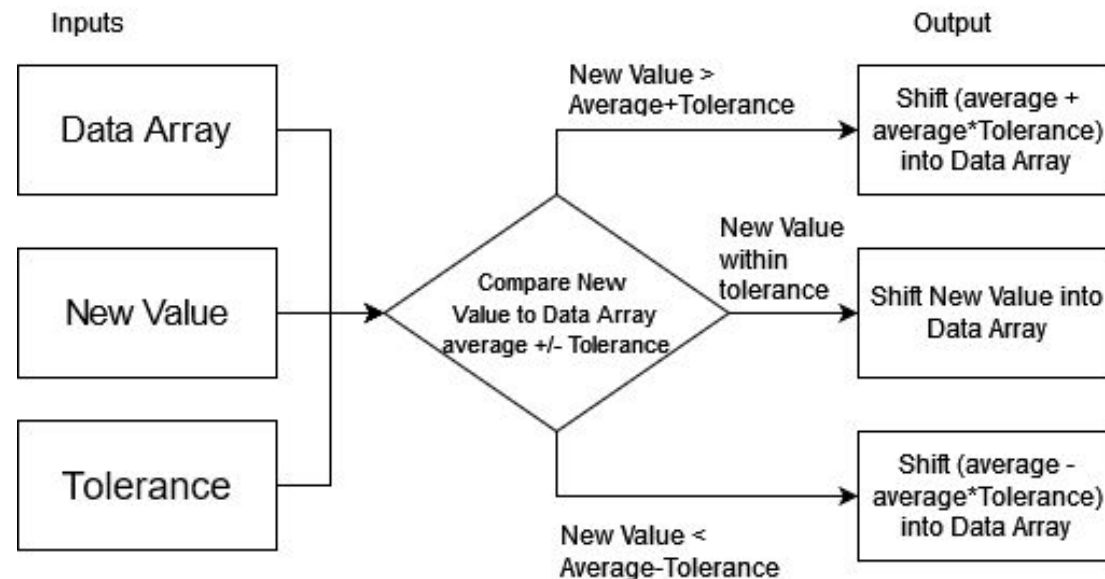 Inputs
Output
Data Array
New Value
Tolerance
Compare New
Value to Data Array
average +/- Tolerance
New Value >
Average+Tolerance
New Value
within
tolerance
New Value <
Average-Tolerance
Shift (average +
average*Tolerance)
into Data Array
Shift New Value into
Data Array
Shift (average -
average*Tolerance)
into Data Array